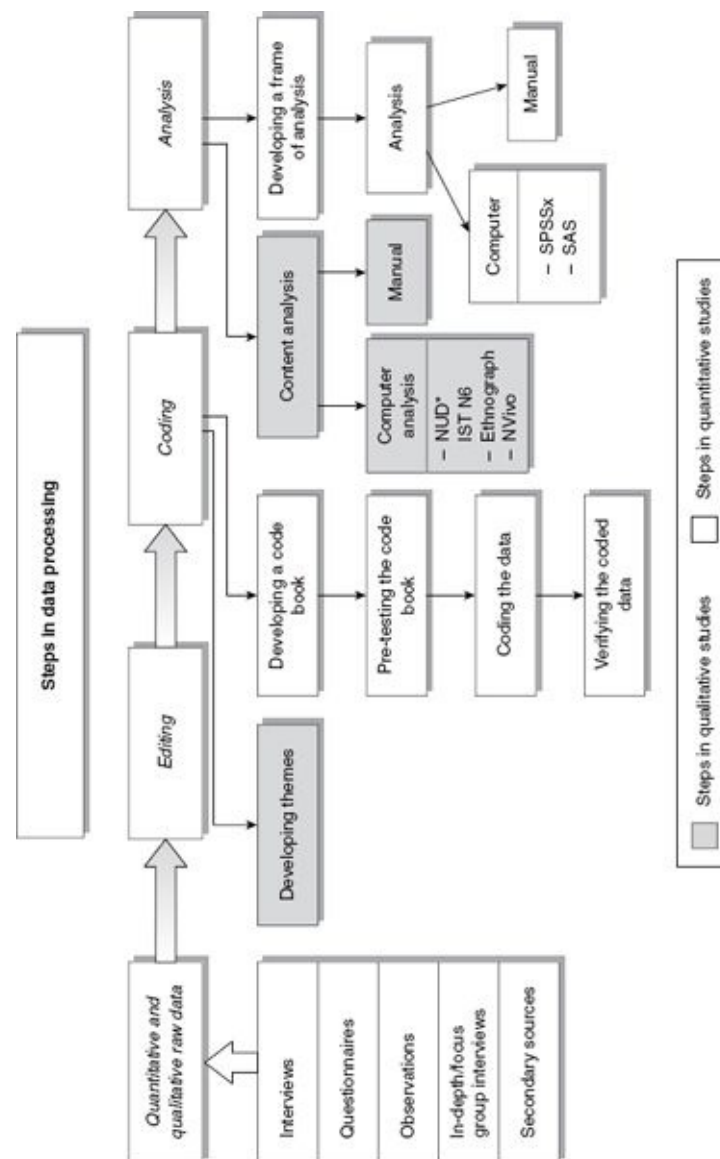 Steps in data processing
Quantitative and
qualitative raw data
Editing
Coding
Analysis
Interviews
Questionnaires
Observations
In-depth/focus
group interviews
Secondary sources
Developing themes
Developing a code
book
Pre-testing the code
book
Coding the data
Verifying the coded
data
Content analysis
Computer
analysis
– NUD*
IST N6
– Ethnograph
– NVivo
Manual
Developing a frame
of analysis
Analysis
Computer
– SPSSx
– SAS
Manual
Steps in qualitative studies
Steps in quantitative studies